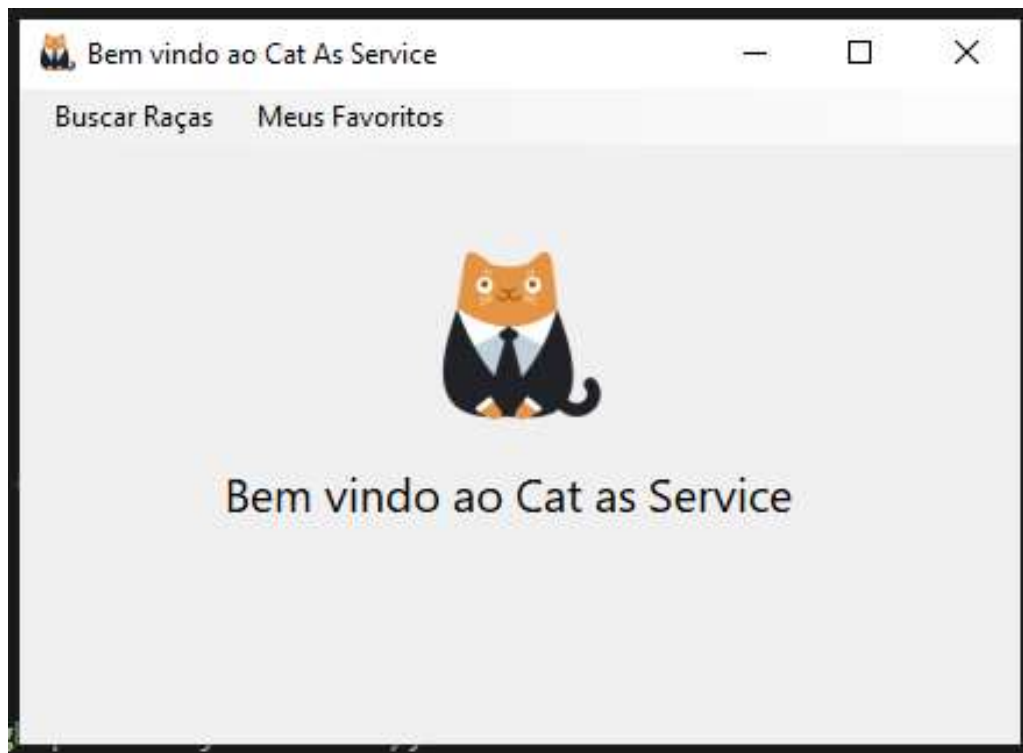 Bem vindo ao Cat As Service
Buscar Raças Meus Favoritos
Bem vindo ao Cat as Service